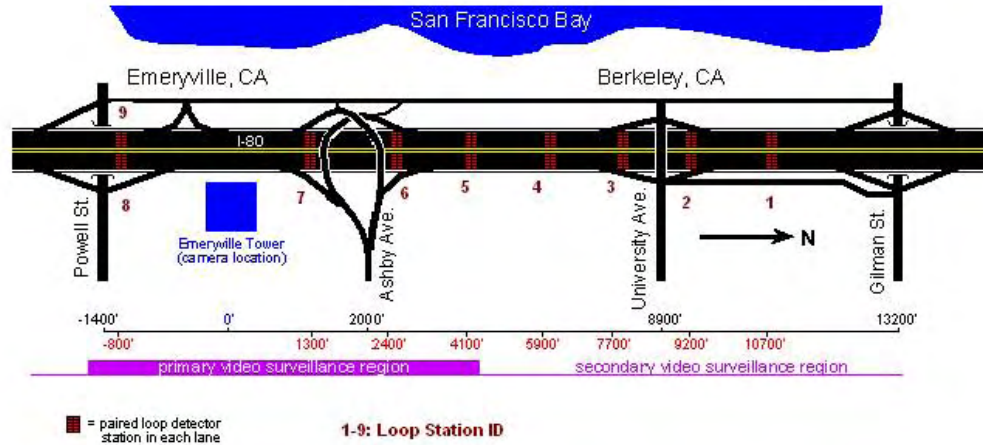 San Francisco Bay
Emeryville, CA
Berkeley, CA
9
I-80
8
7
6
5
4
3
2
1
Powell St.
Emeryville Tower
(camera location)
Ashby Ave.
University Ave.
N
Gilman St.
-1400' 0' 2000' 8900' 13200'
-800' 1300' 2400' 4100' 5900' 7700' 9200' 10700'
primary video surveillance region
secondary video surveillance region
= paired loop detector
station in each lane
1-9: Loop Station ID